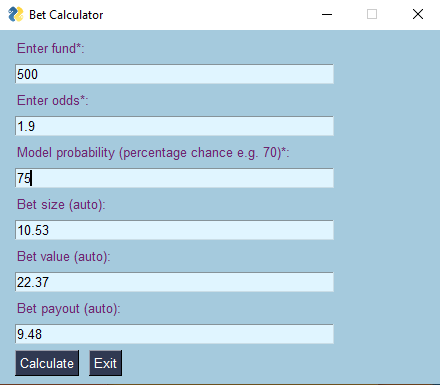 Bet Calculator
Enter fund*:
500
Enter odds*:
1.9
Model probability (percentage chance e.g. 70)*:
75
Bet size (auto):
10.53
Bet value (auto):
22.37
Bet payout (auto):
9.48
Calculate Exit